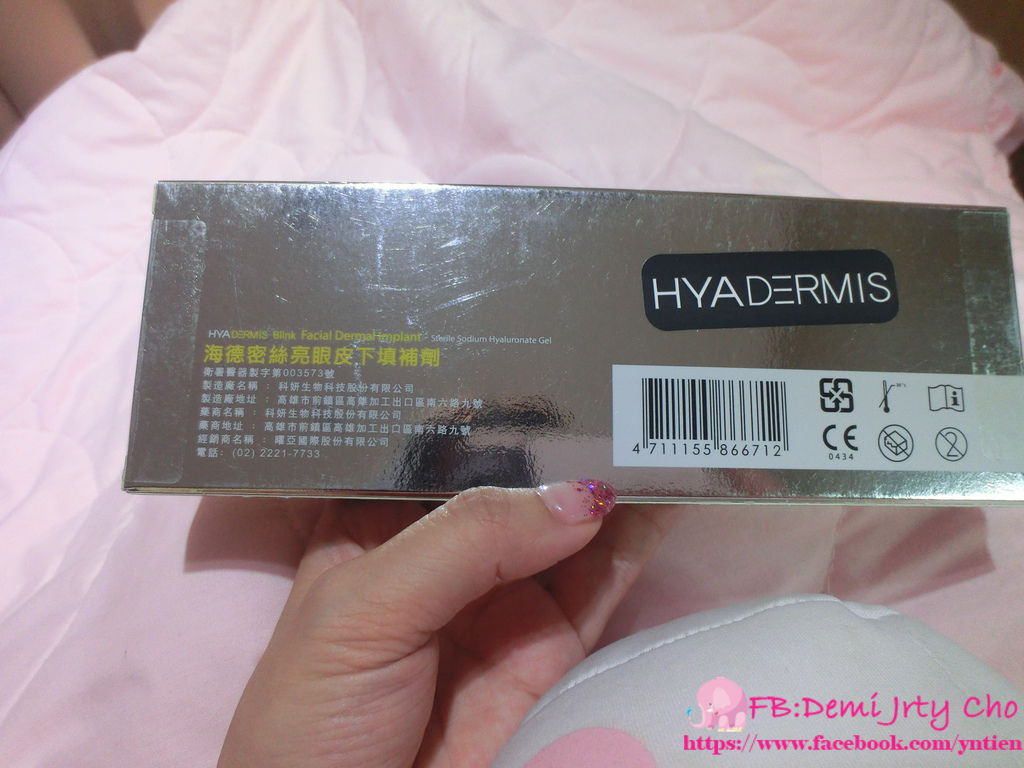 HYADERMIS
HYADERMIS Blink Facial Dermal Implant Sterile Sodium Hyaluronate Gel
海德密絲亮眼皮下填補劑
衛署醫器製字第003573號
製造廠名稱：科妍生物科技股份有限公司
製造廠地址：高雄市前鎮區高雄加工出口區南六路九號
藥商名稱：科妍生物科技股份有限公司
藥商地址：高雄市前鎮區高雄加工出口區南六路九號
經銷商名稱：曜亞國際股份有限公司
電話：(02) 2221-7733
4 711155 866712
CE
0434
FB:Demi Jrty Cho
https://www.facebook.com/yntien